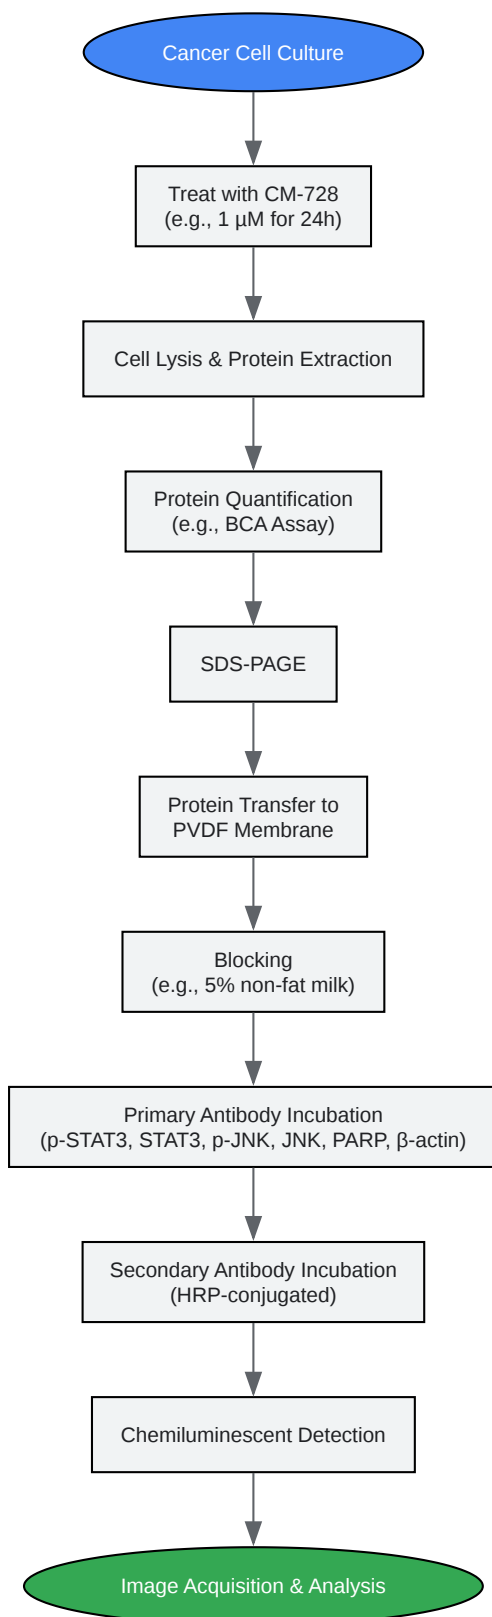 Cancer Cell Culture
Treat with CM-728
(e.g., 1 µM for 24h)
Cell Lysis & Protein Extraction
Protein Quantification
(e.g., BCA Assay)
SDS-PAGE
Protein Transfer to
PVDF Membrane
Blocking
(e.g., 5% non-fat milk)
Primary Antibody Incubation
(p-STAT3, STAT3, p-JNK, JNK, PARP, β-actin)
Secondary Antibody Incubation
(HRP-conjugated)
Chemiluminescent Detection
Image Acquisition & Analysis